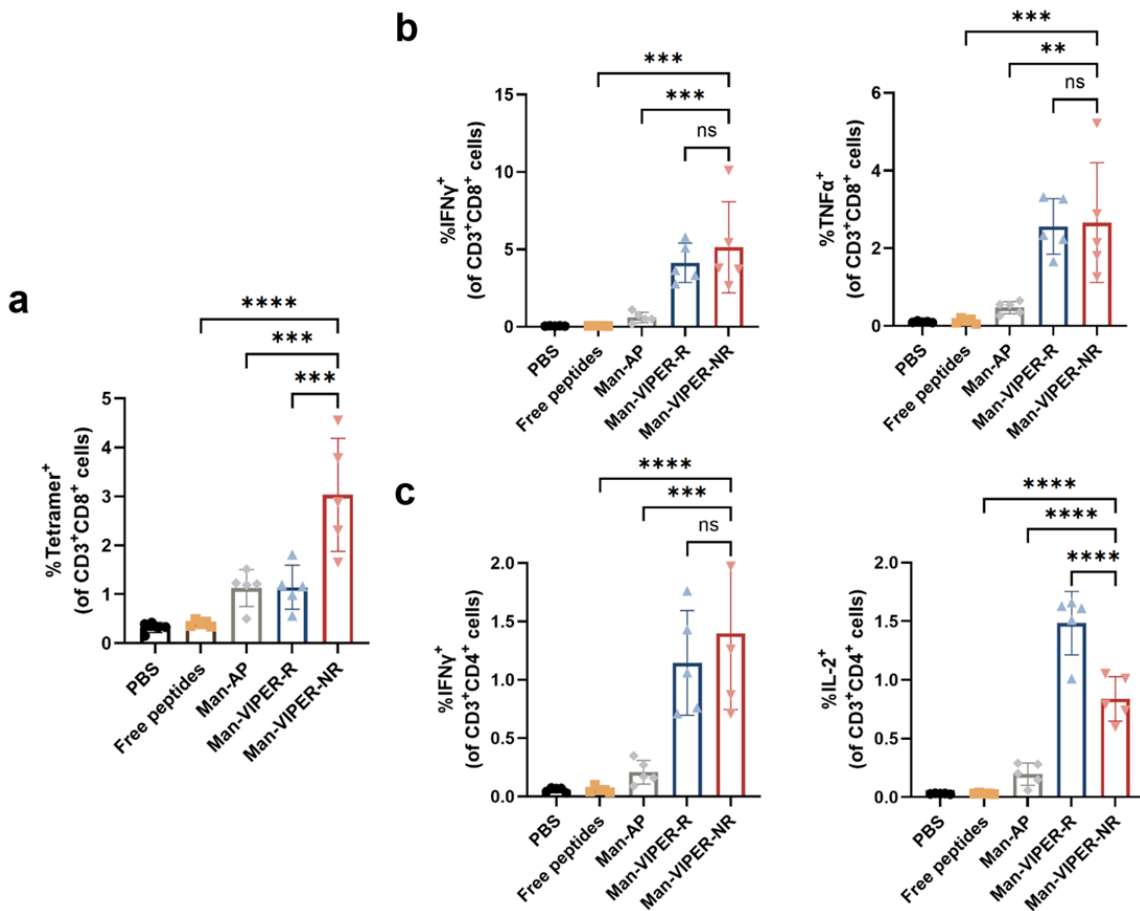 a
****
***
***
%Tetramer⁺
(of CD3⁺CD8⁺ cells)
5
4
3
2
1
0
PBS
Free peptides
Man-AP
Man-VIPER-R
Man-VIPER-NR
b
***
***
ns
%IFNγ⁺
(of CD3⁺CD8⁺ cells)
15
10
5
0
PBS
Free peptides
Man-AP
Man-VIPER-R
Man-VIPER-NR
***
**
ns
%TNFα⁺
(of CD3⁺CD8⁺ cells)
6
4
2
0
PBS
Free peptides
Man-AP
Man-VIPER-R
Man-VIPER-NR
c
****
***
ns
%IFNγ⁺
(of CD3⁺CD4⁺ cells)
2.0
1.5
1.0
0.5
0.0
PBS
Free peptides
Man-AP
Man-VIPER-R
Man-VIPER-NR
****
****
****
%IL-2⁺
(of CD3⁺CD4⁺ cells)
2.0
1.5
1.0
0.5
0.0
PBS
Free peptides
Man-AP
Man-VIPER-R
Man-VIPER-NR